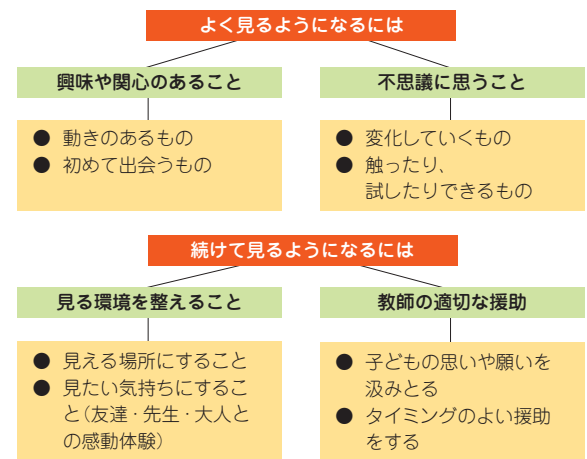 よく見るようになるには
興味や関心のあること
● 動きのあるもの
● 初めて出会うもの
不思議に思うこと
● 変化していくもの
● 触ったり、
試したりできるもの
続けて見るようになるには
見る環境を整えること
● 見える場所にすること
● 見たい気持ちにするこ
と(友達・先生・大人と
の感動体験)
教師の適切な援助
● 子どもの思いや願いを
汲みとる
● タイミングのよい援助
をする